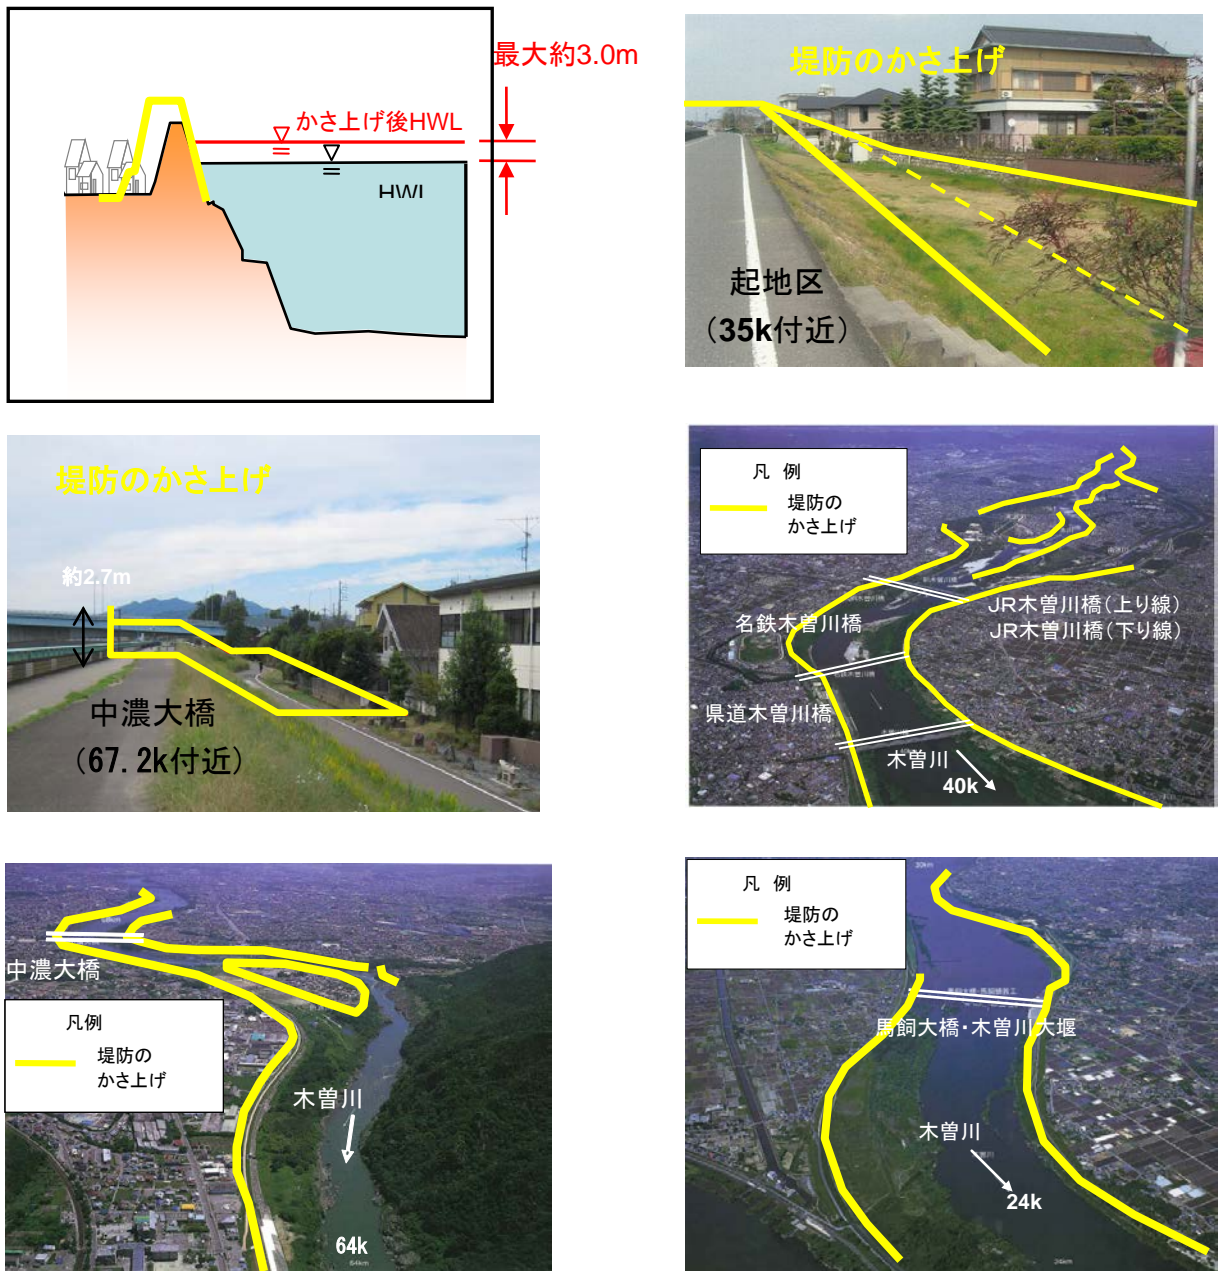 最大約3.0m
かさ上げ後HWL
HWL
堤防のかさ上げ
起地区
（35k付近）
堤防のかさ上げ
約2.7m
中濃大橋
（67.2k付近）
凡 例
堤防の
かさ上げ
JR木曽川橋（上り線）
JR木曽川橋（下り線）
名鉄木曽川橋
県道木曽川橋
木曽川
40k
中濃大橋
凡例
堤防の
かさ上げ
木曽川
64k
64km
30km
凡 例
堤防の
かさ上げ
馬飼大橋・木曽川大堰
木曽川
24k
24km